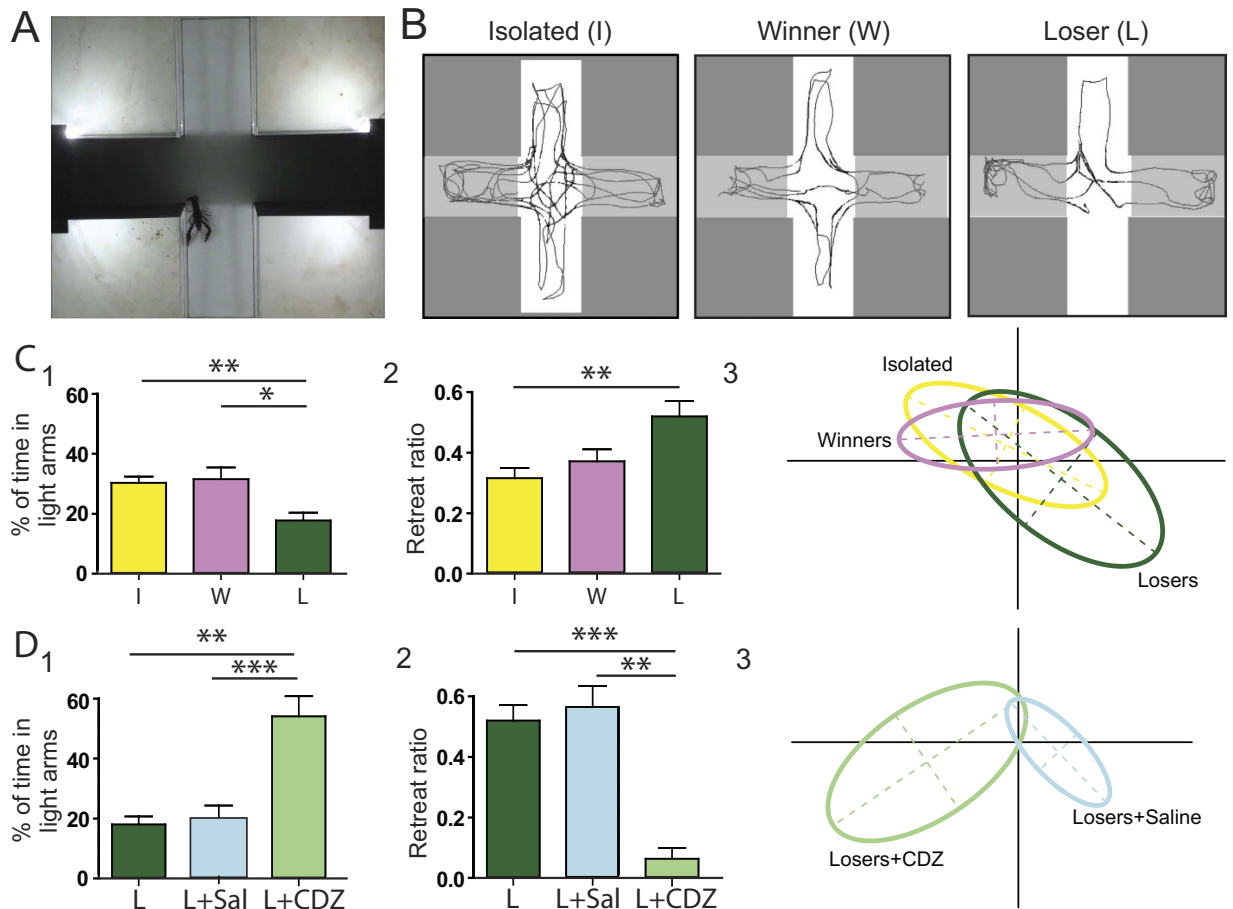 A
B
Isolated (I)
Winner (W)
Loser (L)
C
1
% of time in
light arms
60
40
20
0
**
*
I
W
L
2
Retreat ratio
0.6
0.4
0.2
0.0
**
I
W
L
3
Isolated
Winners
Losers
D
1
% of time in
light arms
60
40
20
0
**
***
L
L+Sal
L+CDZ
2
Retreat ratio
0.6
0.4
0.2
0.0
***
**
L
L+Sal
L+CDZ
3
Losers+CDZ
Losers+Saline